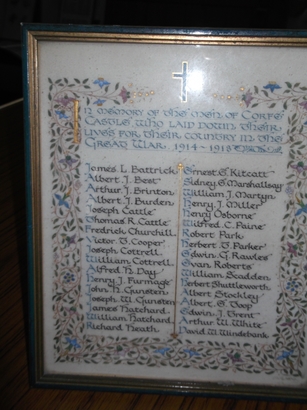 IN MEMORY OF THE MEN OF CORFE
CASTLE WHO LAID DOWN THEIR
LIVES FOR THEIR COUNTRY IN THE
GREAT WAR. 1914-1918
James L Battrick
Albert J. Best
Arthur J. Brinton
Albert J. Burden
Joseph Cattle
Thomas R. Cattle
Fredrick Churchill
Victor T. Cooper
Joseph Cottrell
William Cottrell
Alfred H. Day
Henry J. Furmage
John H. Gunsten
Joseph W. Gunsten
James Hatchard
William Hatchard
Richard Heath
Ernest G. Kitcatt
Sidney G. Marshallsay
William J. Martyn
Henry J. Miller
Henry Osborne
Wilfred C. Paine
Robert Park
Herbert J. Parker
Edwin G. Rawles
Evan Roberts
William Scadden
Herbert Shuttleworth
Albert Stockley
Albert G. Toop
Edwin J. Trent
Arthur W. White
David W. Windebank